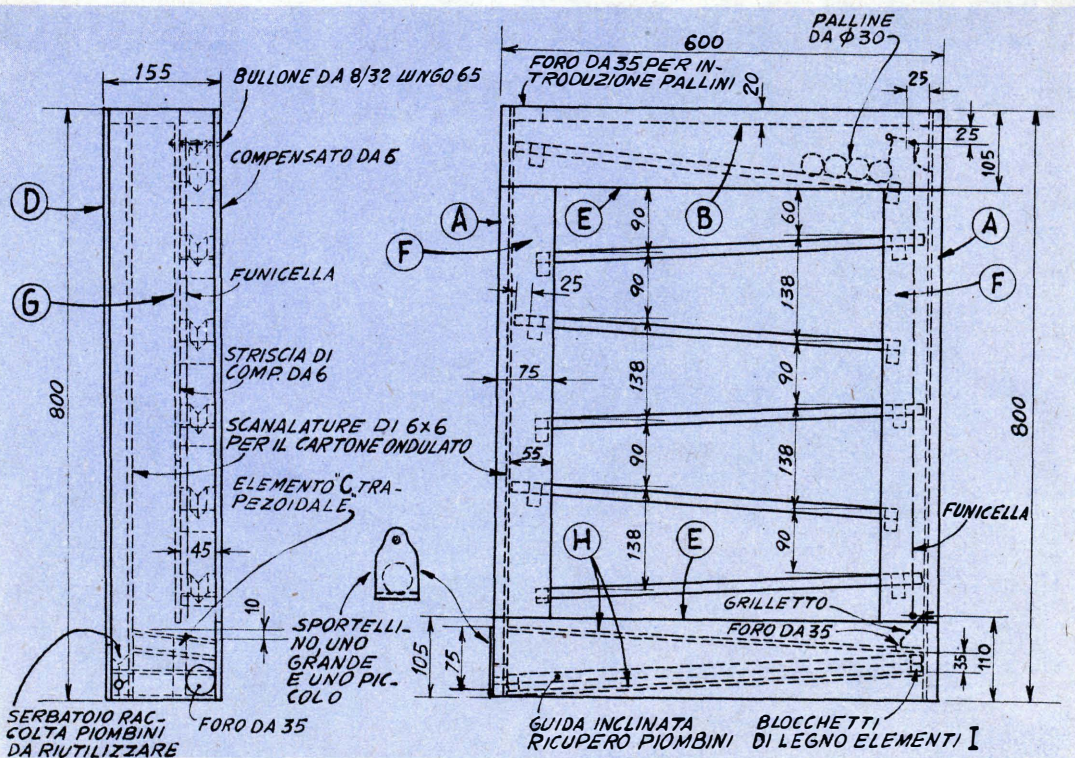 155
BULLONE DA 8/32 LUNGO 65
COMPENSATO DA 6
D
G
FUNICELLA
STRISCIA DI
COMP. DA 6
SCANALATURE DI 6x6
PER IL CARTONE ONDULATO
ELEMENTO "C" TRA-
PEZOIDALE
800
45
10
SPORTELLI-
NO, UNO
GRANDE
E UNO PIC-
COLO
SERBATOIO RAC-
COLTA PIOMBINI
DA RIUTILIZZARE
FORO DA 35
600
PALLINE
DA Φ 30
FORO DA 35 PER IN-
TRODUZIONE PALLINI
20
25
25
105
A
E
B
A
F
F
90
60
90
138
25
75
138
90
90
138
55
90
138
90
H
E
FUNICELLA
GRILLETTO
FORO DA 35
105
75
35
110
800
GUIDA INCLINATA
RICUPERO PIOMBINI
BLOCCHETTI
DI LEGNO ELEMENTI I